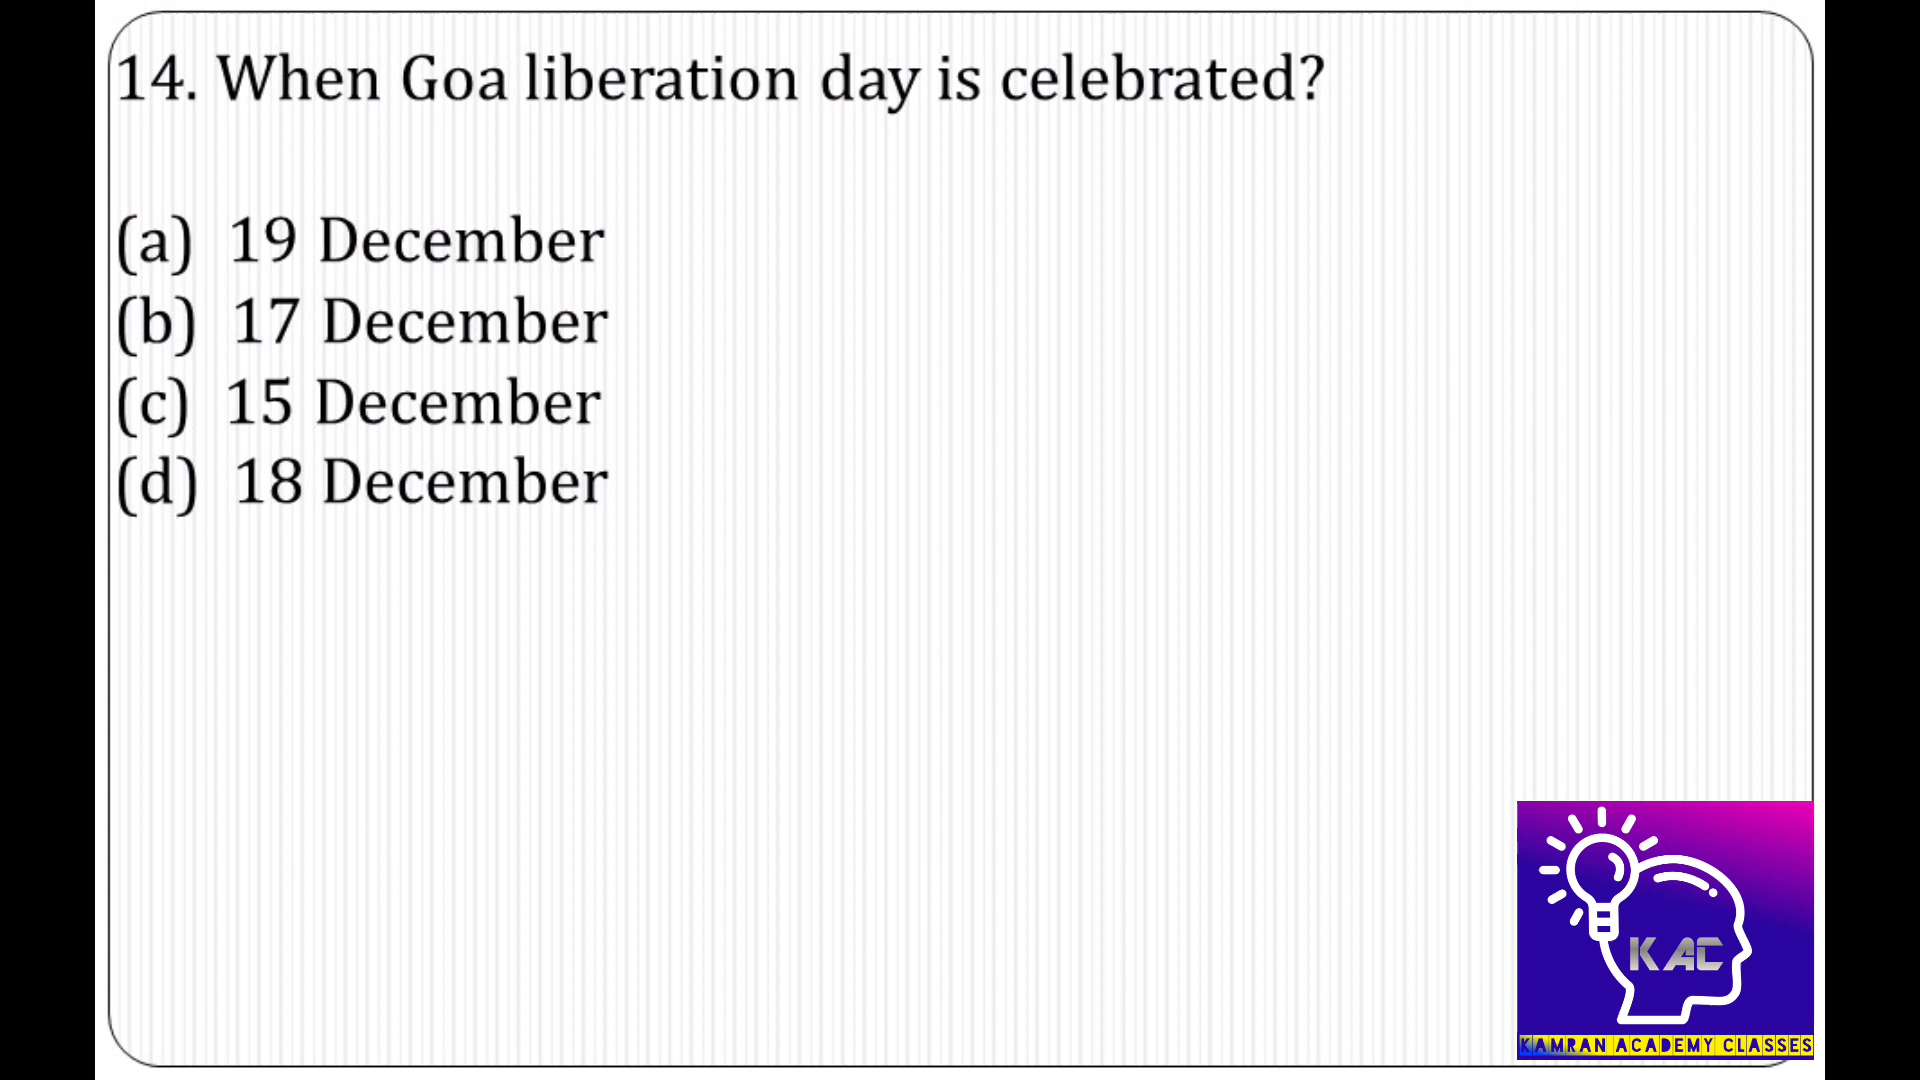 14. When Goa liberation day is celebrated?
(a) 19 December
(b) 17 December
(c) 15 December
(d) 18 December
KAC
KAMRAN ACADEMY CLASSES